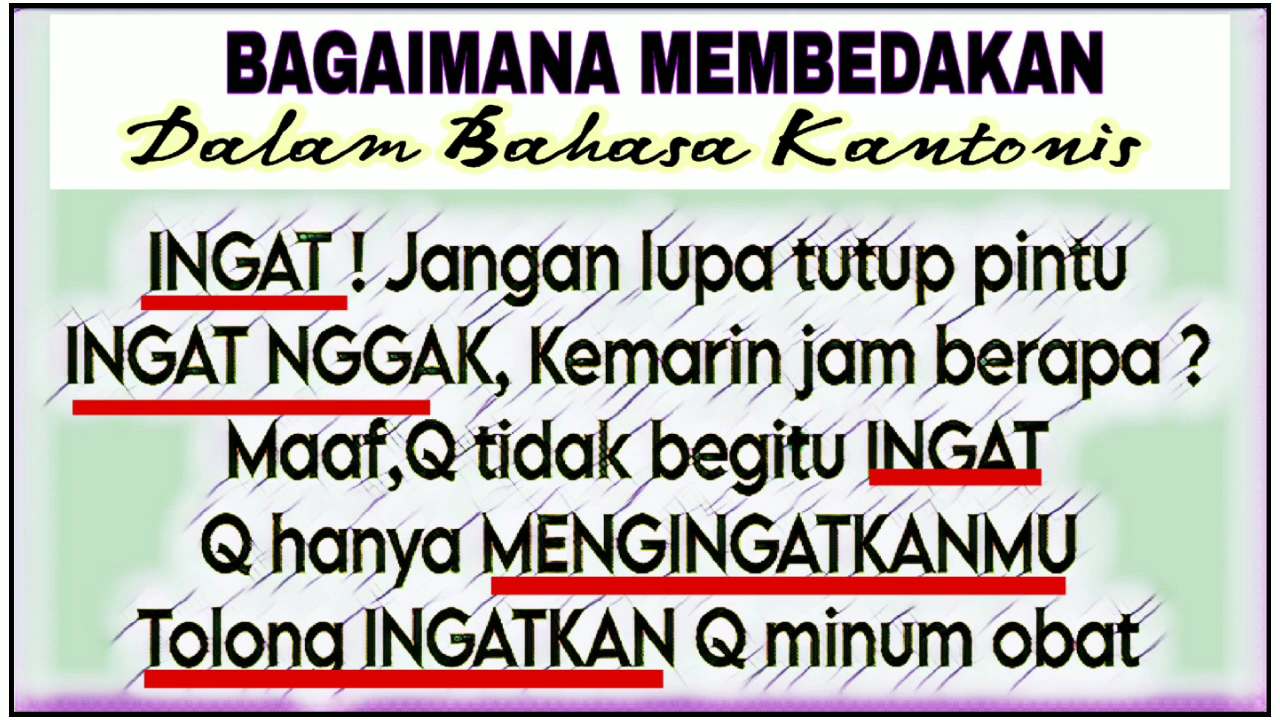 BAGAIMANA MEMBEDAKAN
Dalam Bahasa Kantonis
INGAT ! Jangan lupa tutup pintu
INGAT NGGAK, Kemarin jam berapa ?
Maaf,Q tidak begitu INGAT
Q hanya MENGINGATKANMU
Tolong INGATKAN Q minum obat